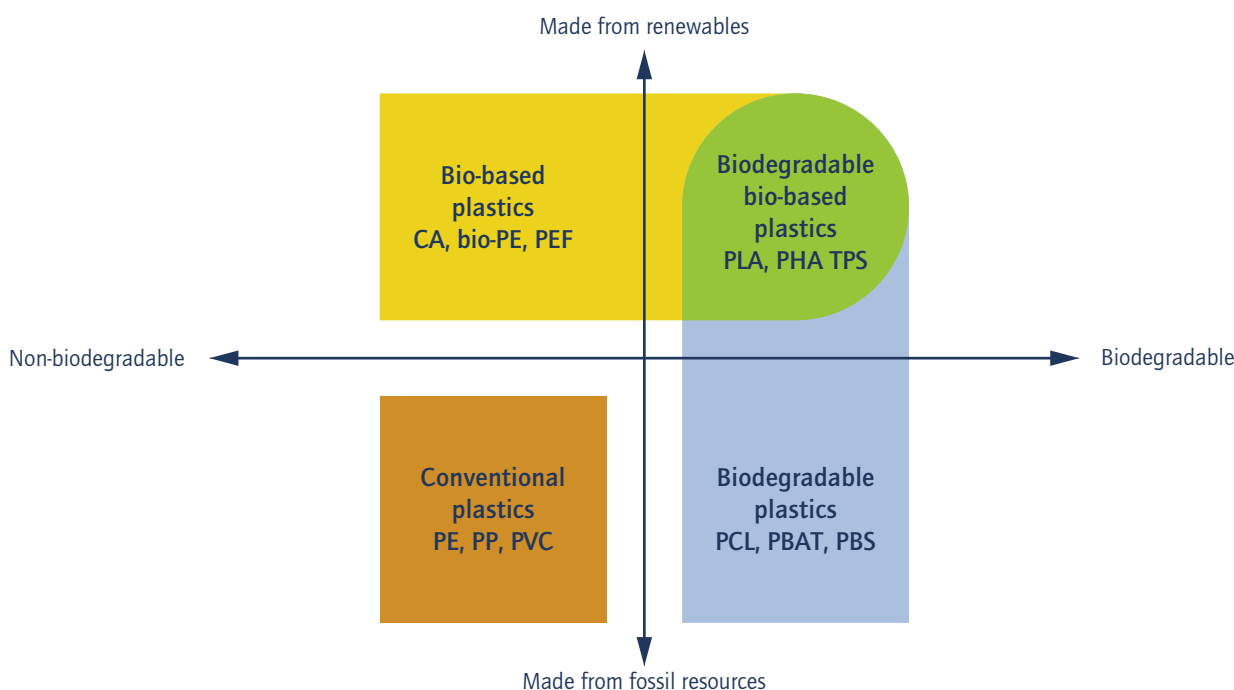 Made from renewables
Bio-based
plastics
CA, bio-PE, PEF
Biodegradable
bio-based
plastics
PLA, PHA TPS
Non-biodegradable
Biodegradable
Conventional
plastics
PE, PP, PVC
Biodegradable
plastics
PCL, PBAT, PBS
Made from fossil resources